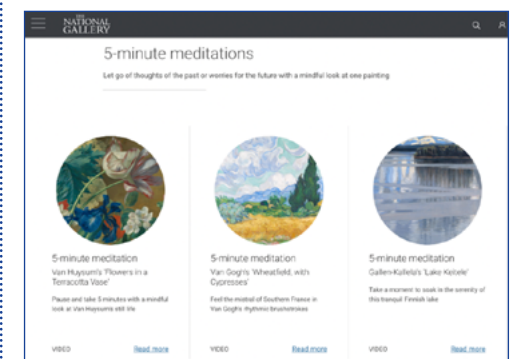 THE
NATIONAL
GALLERY
5-minute meditations
Let go of thoughts of the past or worries for the future with a mindful look at one painting
5-minute meditation
Van Huysum's 'Flowers in a
Terracotta Vase'
Pause and take 5 minutes with a mindful
look at Van Huysum's still life
VIDEO
Read more
5-minute meditation
Van Gogh's 'Wheatfield, with
Cypresses'
Feel the mistral of Southern France in
Van Gogh's rhythmic brushstrokes
VIDEO
Read more
5-minute meditation
Gallen-Kallela's 'Lake Keitele'
Take a moment to soak in the serenity of
this tranquil Finnish lake
VIDEO
Read more